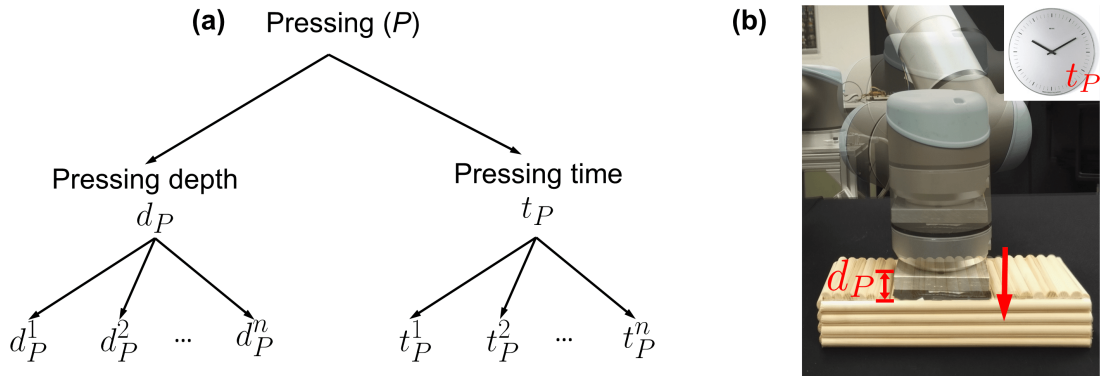 (a) Pressing (P)
Pressing depth
d_P
Pressing time
t_P
d_P^1 d_P^2 ... d_P^n
t_P^1 t_P^2 ... t_P^n
(b)
t_P
d_P